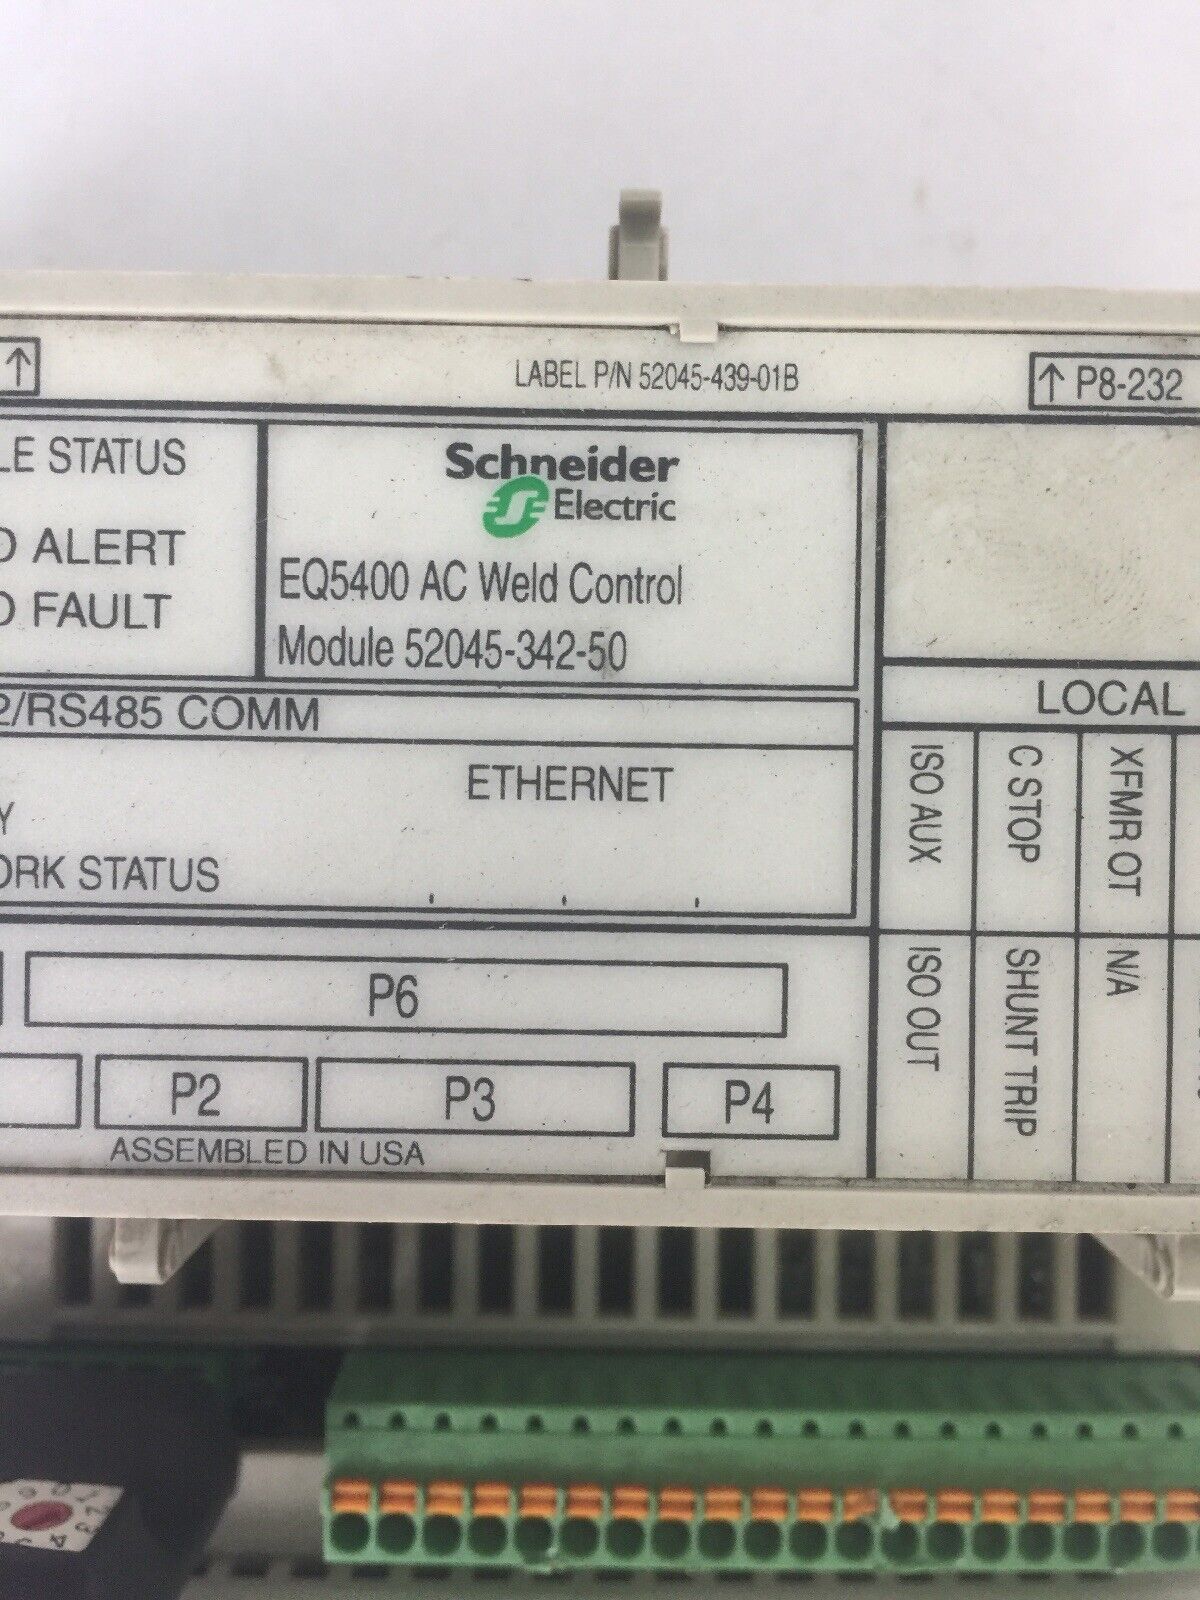 LABEL P/N 52045-439-01B
↑ P8-232
LE STATUS
Schneider
Electric
D ALERT
EQ5400 AC Weld Control
D FAULT
Module 52045-342-50
2/RS485 COMM
LOCAL
ETHERNET
ISO AUX
C STOP
XFMR OT
Y
ORK STATUS
ISO OUT
SHUNT TRIP
N/A
P6
P2
P3
P4
ASSEMBLED IN USA